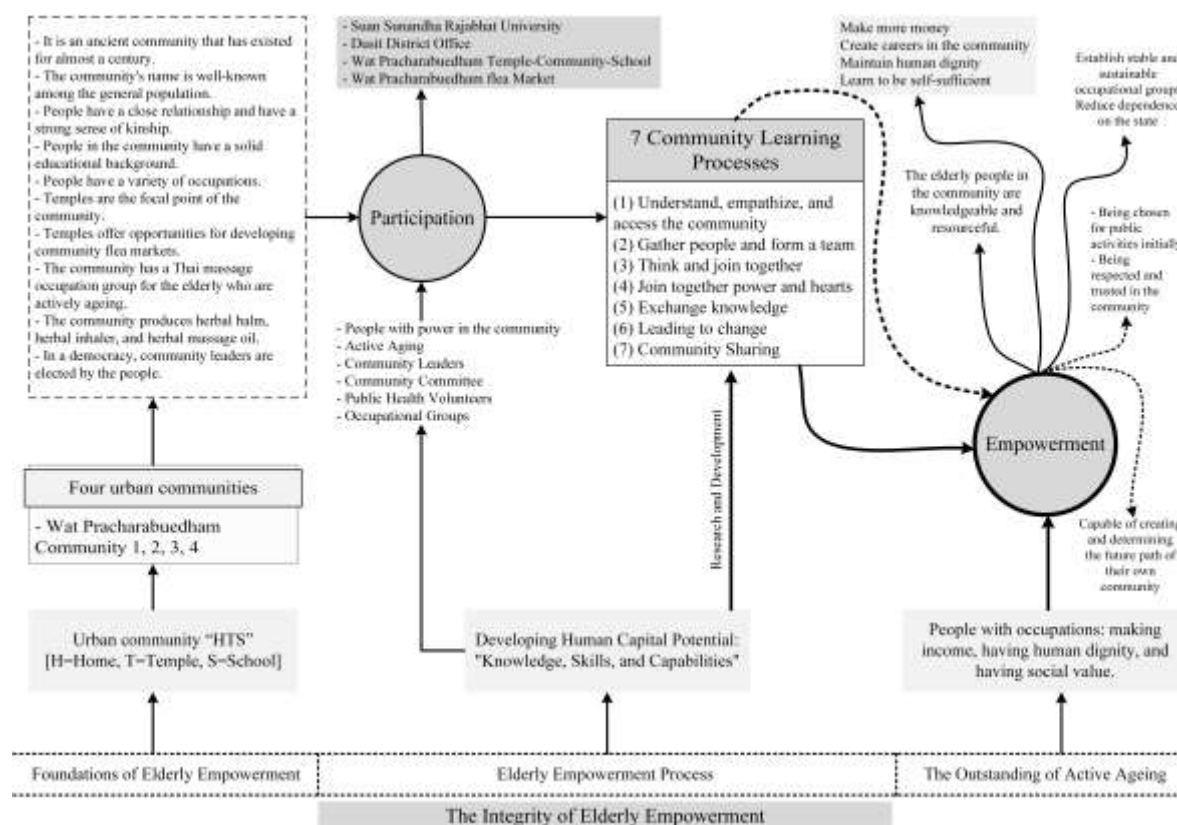 - It is an ancient community that has existed
for almost a century.
- The community's name is well-known
among the general population.
- People have a close relationship and have a
strong sense of kinship.
- People in the community have a solid
educational background.
- People have a variety of occupations.
- Temples are the focal point of the
community.
- Temples offer opportunities for developing
community flea markets.
- The community has a Thai massage
occupation group for the elderly who are
actively ageing.
- The community produces herbal halm,
herbal inhaler, and herbal massage oil.
- In a democracy, community leaders are
elected by the people.
Four urban communities
- Wat Pracharabuedham
Community 1, 2, 3, 4
Urban community “HTS”
[H=Home, T=Temple, S=School]
- Suan Sunandha Rajabhat University
- Dusit District Office
- Wat Pracharabuedham Temple-Community-School
- Wat Pracharabuedham flea Market
Participation
- People with power in the community
- Active Aging
- Community Leaders
- Community Committee
- Public Health Volunteers
- Occupational Groups
7 Community Learning
Processes
(1) Understand, empathize, and
access the community
(2) Gather people and form a team
(3) Think and join together
(4) Join together power and hearts
(5) Exchange knowledge
(6) Leading to change
(7) Community Sharing
Research and Development
Developing Human Capital Potential:
"Knowledge, Skills, and Capabilities"
Make more money
Create careers in the community
Maintain human dignity
Learn to be self-sufficient
Establish stable and
sustainable
occupational group
Reduce dependence
on the state
The elderly people in
the community are
knowledgeable and
resourceful.
- Being chosen
for public
activities initially
- Being
respected and
trusted in the
community
Empowerment
Capable of creating
and determining
the future path of
their own
community
People with occupations: making
income, having human dignity, and
having social value.
Foundations of Elderly Empowerment
Elderly Empowerment Process
The Outstanding of Active Ageing
The Integrity of Elderly Empowerment